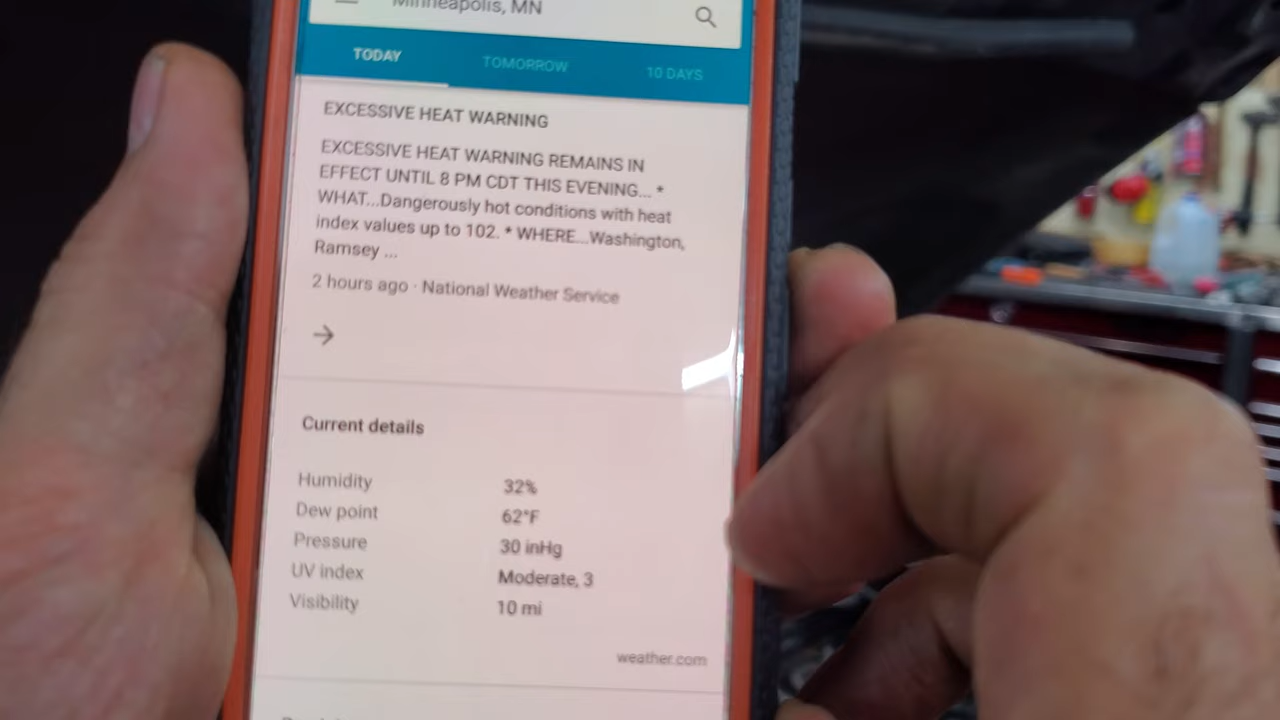 Minneapolis, MN
TODAY TOMORROW 10 DAYS
EXCESSIVE HEAT WARNING
EXCESSIVE HEAT WARNING REMAINS IN
EFFECT UNTIL 8 PM CDT THIS EVENING... *
WHAT...Dangerously hot conditions with heat
index values up to 102. * WHERE...Washington,
Ramsey ...
2 hours ago · National Weather Service
Current details
Humidity 32%
Dew point 62°F
Pressure 30 inHg
UV index Moderate, 3
Visibility 10 mi
weather.com